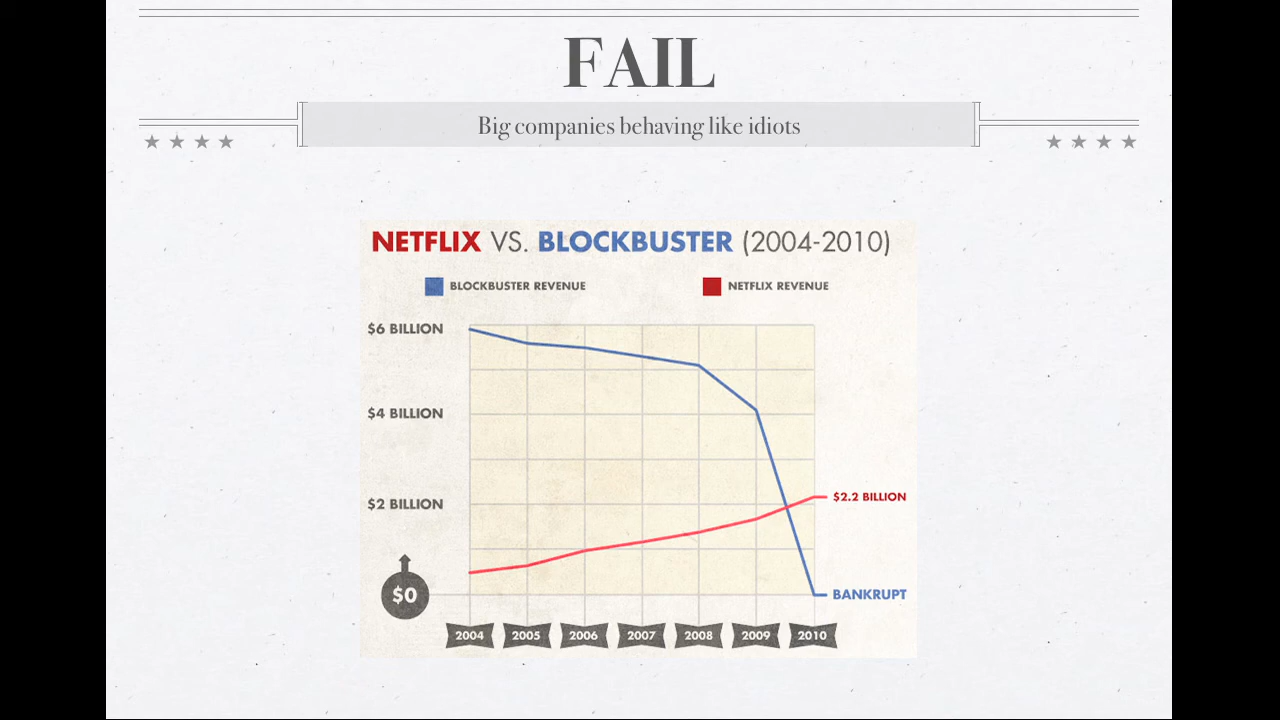 FAIL
Big companies behaving like idiots
NETFLIX VS. BLOCKBUSTER (2004-2010)
BLOCKBUSTER REVENUE
NETFLIX REVENUE
$6 BILLION
$4 BILLION
$2 BILLION
$2.2 BILLION
$0
BANKRUPT
2004 2005 2006 2007 2008 2009 2010